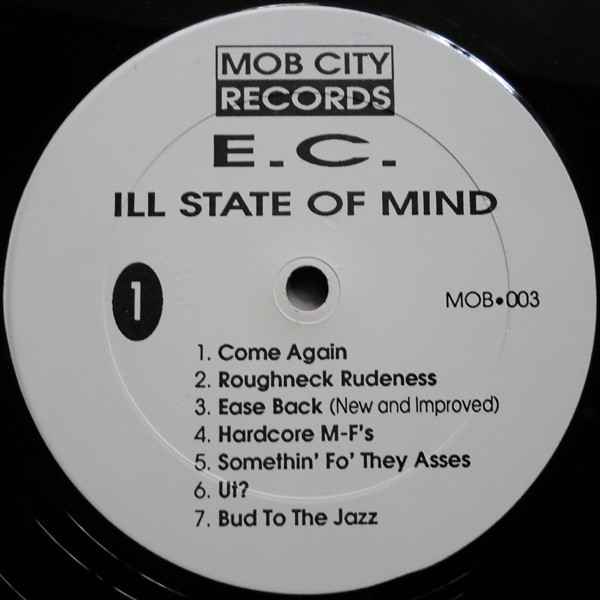 MOB CITY
RECORDS
E.C.
ILL STATE OF MIND
1
MOB•003
1. Come Again
2. Roughneck Rudeness
3. Ease Back (New and Improved)
4. Hardcore M-F's
5. Somethin' Fo' They Asses
6. Ut?
7. Bud To The Jazz